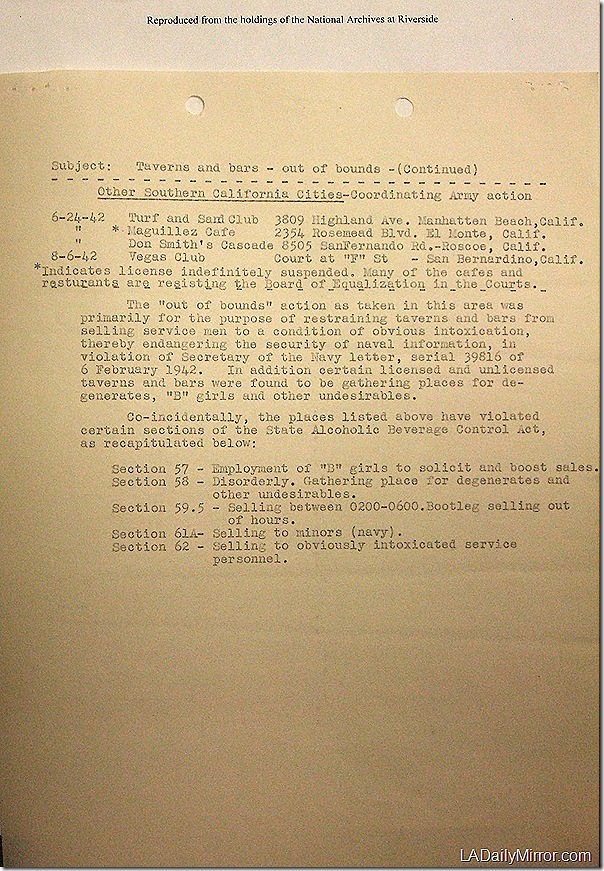 Reproduced from the holdings of the National Archives at Riverside
Subject: Taverns and bars - out of bounds -(Continued)
Other Southern California Cities-Coordinating Army action
6-24-42 Turf and Sand Club 3809 Highland Ave. Manhatten Beach,Calif.
" * Maguillez Cafe 2354 Rosemead Blvd. El Monte, Calif.
" Don Smith's Cascade 8505 SanFernando Rd.-Roscoe, Calif.
8-6-42 Vegas Club Court at "F" St - San Bernardino,Calif.
*Indicates license indefinitely suspended. Many of the cafes and
resturants are registing the Board of Equalization in the Courts.
The "out of bounds" action as taken in this area was
primarily for the purpose of restraining taverns and bars from
selling service men to a condition of obvious intoxication,
thereby endangering the security of naval information, in
violation of Secretary of the Navy letter, serial 39816 of
6 February 1942. In addition certain licensed and unlicensed
taverns and bars were found to be gathering places for de-
generates, "B" girls and other undesirables.
Co-incidentally, the places listed above have violated
certain sections of the State Alcoholic Beverage Control Act,
as recapitulated below:
Section 57 - Employment of "B" girls to solicit and boost sales.
Section 58 - Disorderly. Gathering place for degenerates and
other undesirables.
Section 59.5 - Selling between 0200-0600.Bootleg selling out
of hours.
Section 61A- Selling to minors (navy).
Section 62 - Selling to obviously intoxicated service
personnel.
LADailyMirror.com